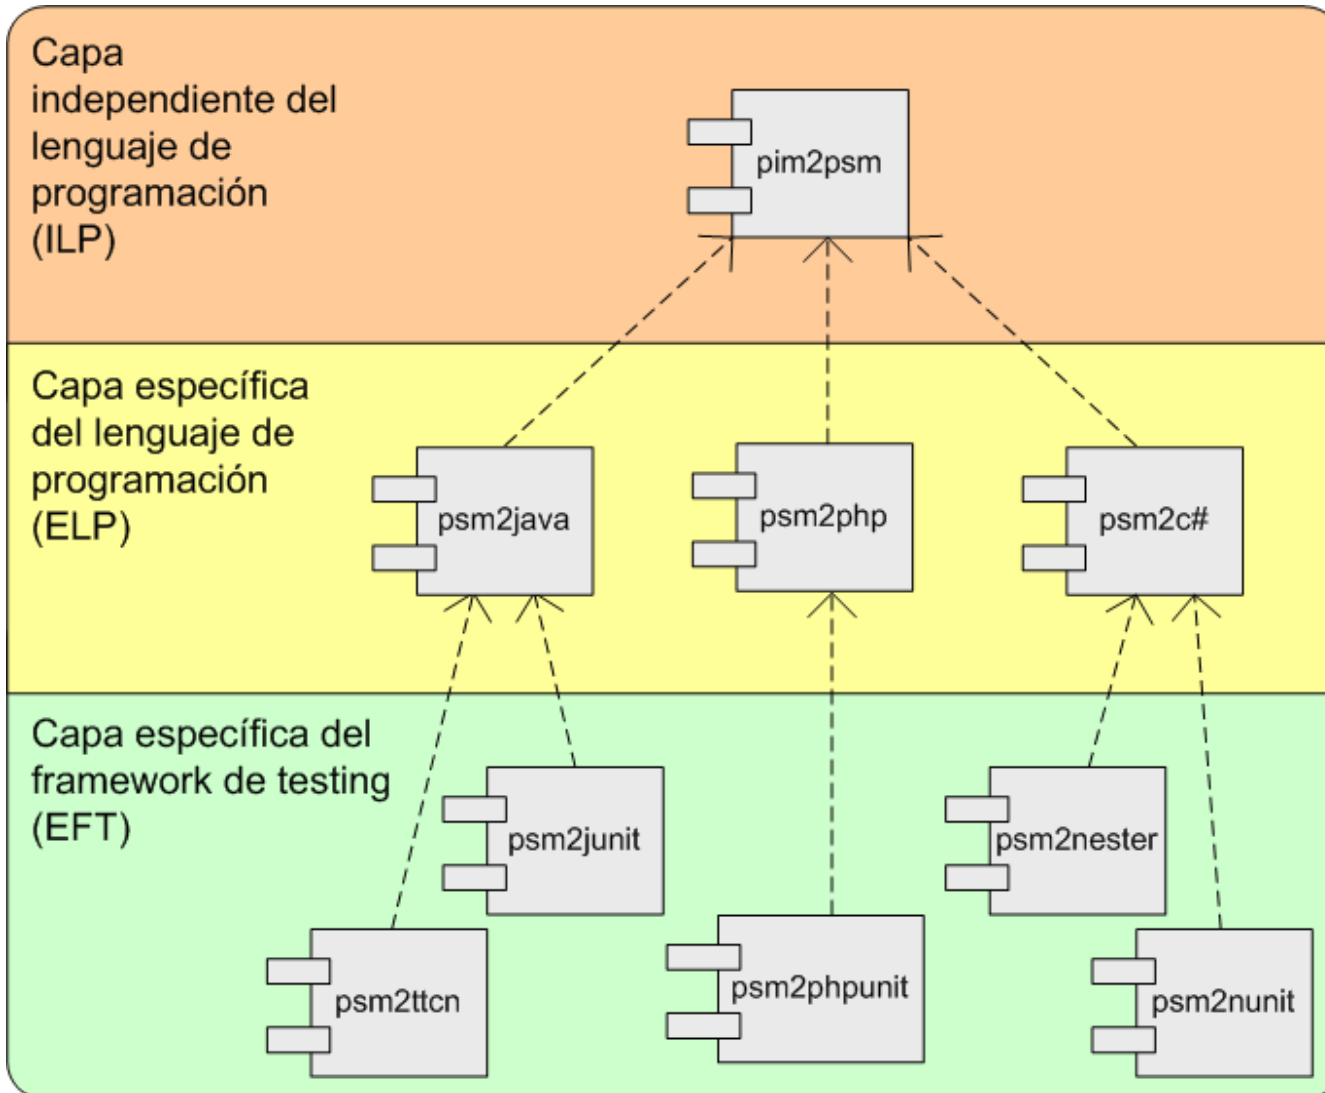 Capa
independiente del
lenguaje de
programación
(ILP)
pim2psm
Capa específica
del lenguaje de
programación
(ELP)
psm2java
psm2php
psm2c#
Capa específica del
framework de testing
(EFT)
psm2junit
psm2nester
psm2ttcn
psm2phpunit
psm2nunit